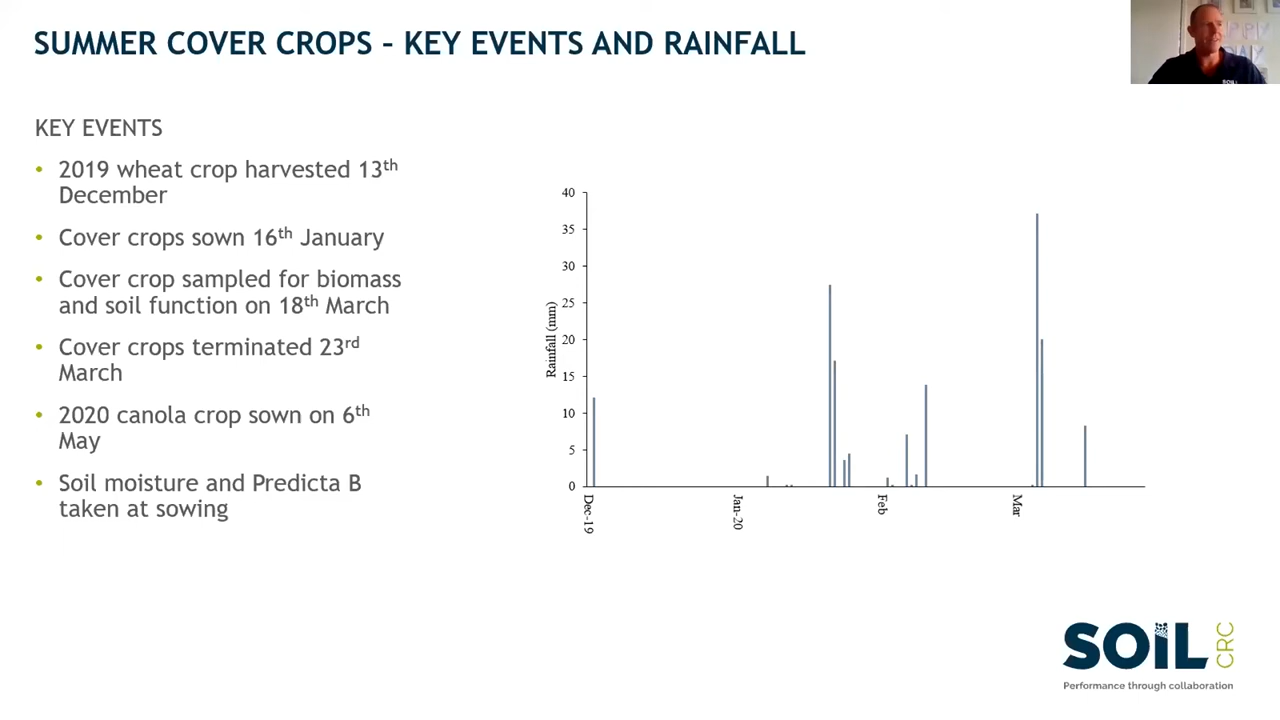 SUMMER COVER CROPS – KEY EVENTS AND RAINFALL
SOIL
KEY EVENTS
• 2019 wheat crop harvested 13th
December
• Cover crops sown 16th January
• Cover crop sampled for biomass
and soil function on 18th March
• Cover crops terminated 23rd
March
• 2020 canola crop sown on 6th
May
• Soil moisture and Predicta B
taken at sowing
Rainfall (mm)
40
35
30
25
20
15
10
5
0
Dec-19
Jan-20
Feb
Mar
SOIL CRC
Performance through collaboration